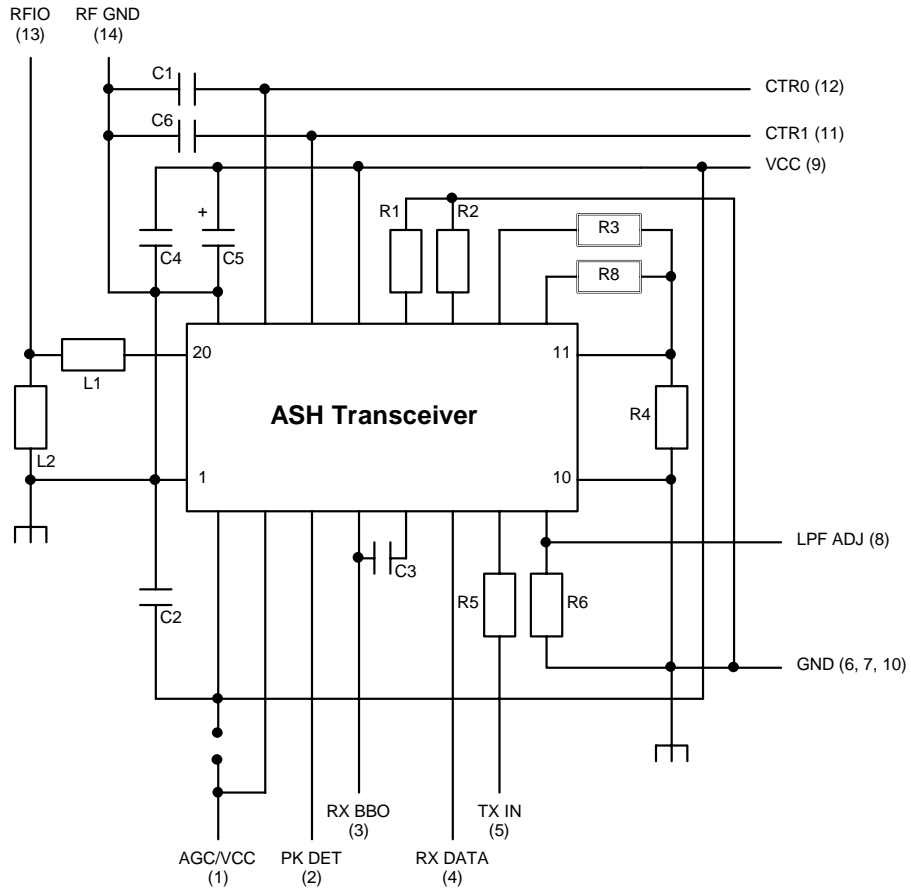 RFIO
(13)
RF GND
(14)
C1
CTR0 (12)
C6
CTR1 (11)
VCC (9)
R1
R2
+
R3
C4
C5
R8
20
11
L1
ASH Transceiver
R4
L2
1
10
LPF ADJ (8)
C3
R5
R6
C2
GND (6, 7, 10)
RX BBO
(3)
TX IN
(5)
AGC/VCC
(1)
PK DET
(2)
RX DATA
(4)